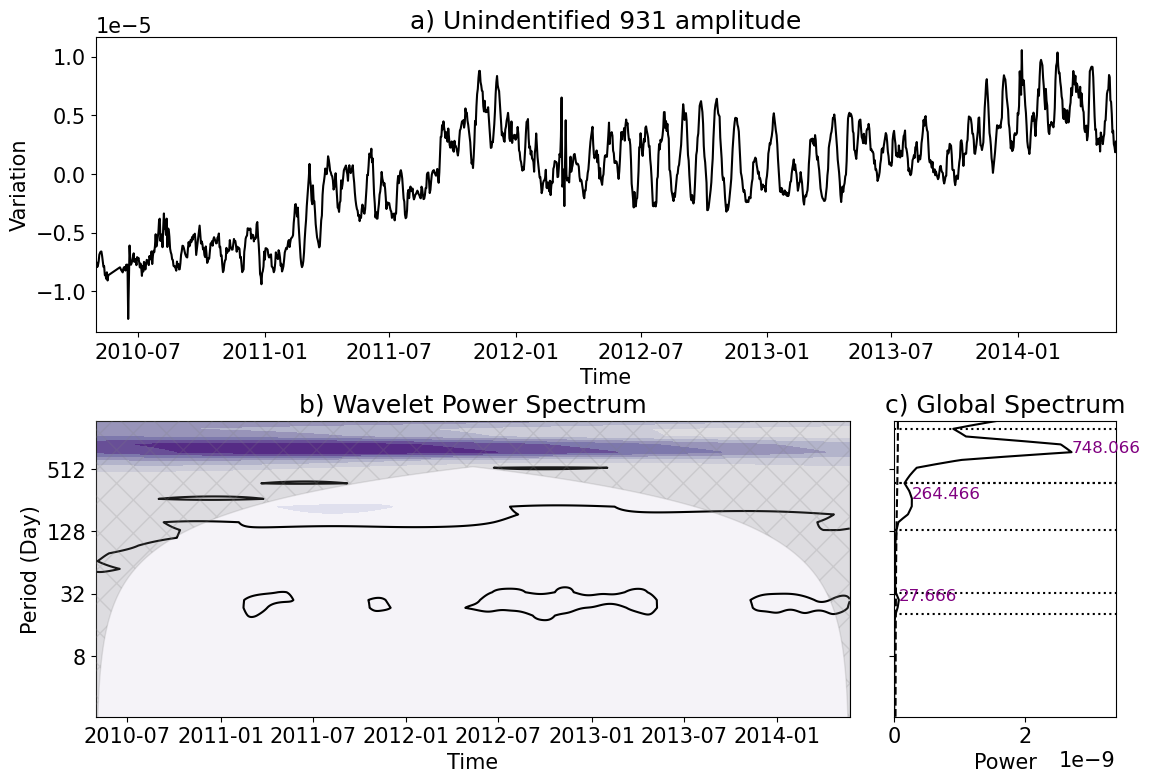 a) Unidentified 931 amplitude
1e−5
1.0
0.5
0.0
−0.5
−1.0
Variation
2010-07 2011-01 2011-07 2012-01 2012-07 2013-01 2013-07 2014-01
Time
b) Wavelet Power Spectrum
512
128
32
8
Period (Day)
2010-07 2011-01 2011-07 2012-01 2012-07 2013-01 2013-07 2014-01
Time
c) Global Spectrum
748.066
264.466
27.666
0 2
Power 1e−9